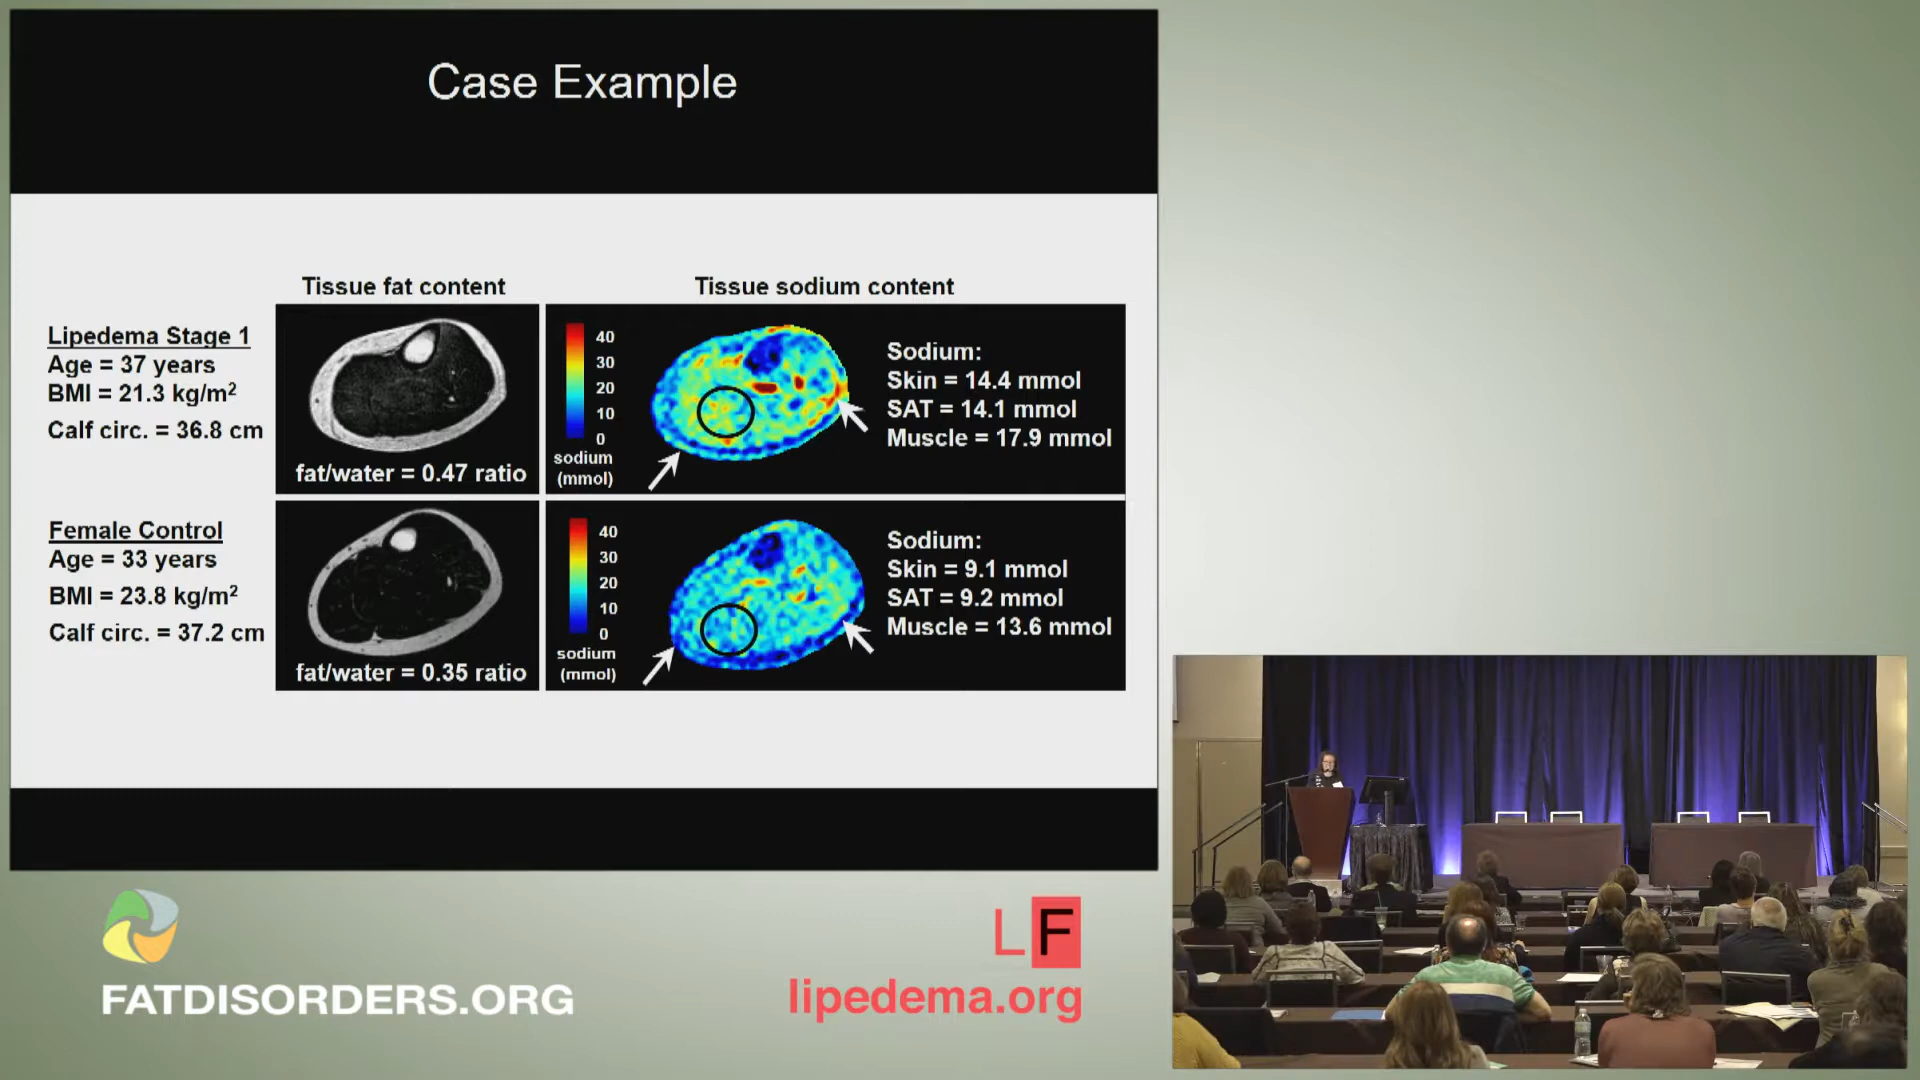 Case Example
Tissue fat content
Tissue sodium content
Lipedema Stage 1
Age = 37 years
BMI = 21.3 kg/m²
Calf circ. = 36.8 cm
fat/water = 0.47 ratio
40
30
20
10
0
sodium
(mmol)
Sodium:
Skin = 14.4 mmol
SAT = 14.1 mmol
Muscle = 17.9 mmol
Female Control
Age = 33 years
BMI = 23.8 kg/m²
Calf circ. = 37.2 cm
fat/water = 0.35 ratio
40
30
20
10
0
sodium
(mmol)
Sodium:
Skin = 9.1 mmol
SAT = 9.2 mmol
Muscle = 13.6 mmol
FATDISORDERS.ORG
LF
lipedema.org